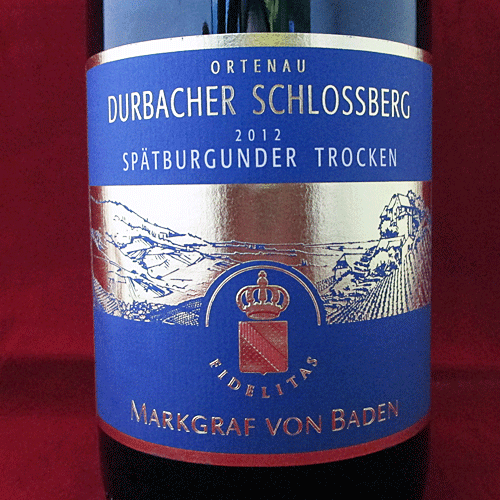 ORTENAU
DURBACHER SCHLOSSBERG
2012
SPÄTBURGUNDER TROCKEN
FIDELITAS
MARKGRAF VON BADEN